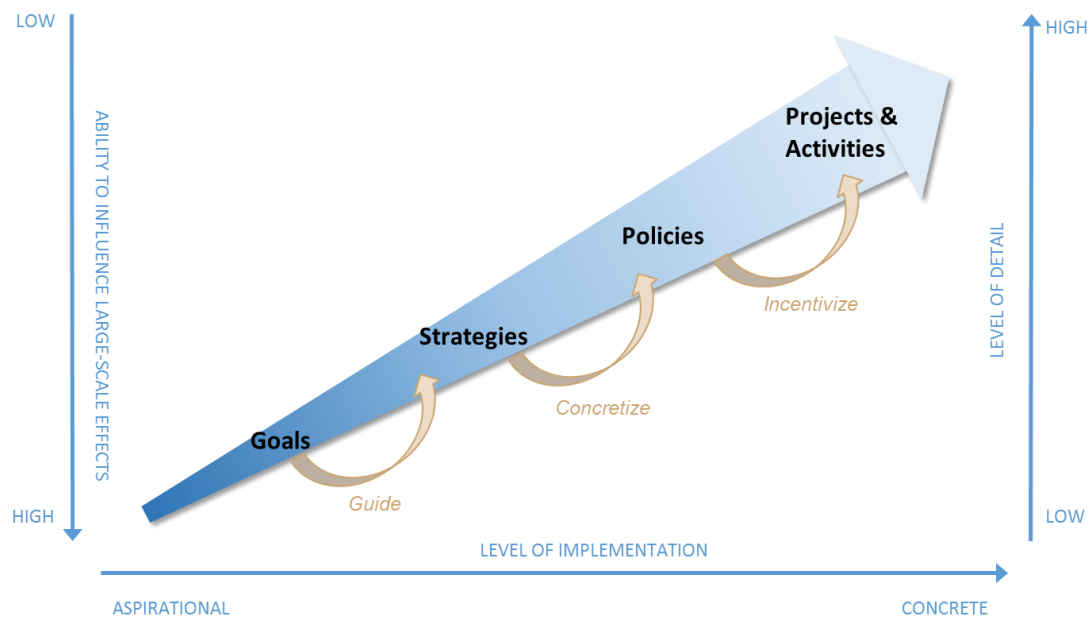 LOW
HIGH
ABILITY TO INFLUENCE LARGE-SCALE EFFECTS
Projects &
Activities
Policies
LEVEL OF DETAIL
Incentivize
Strategies
Concretize
Goals
Guide
HIGH
LOW
LEVEL OF IMPLEMENTATION
ASPIRATIONAL
CONCRETE